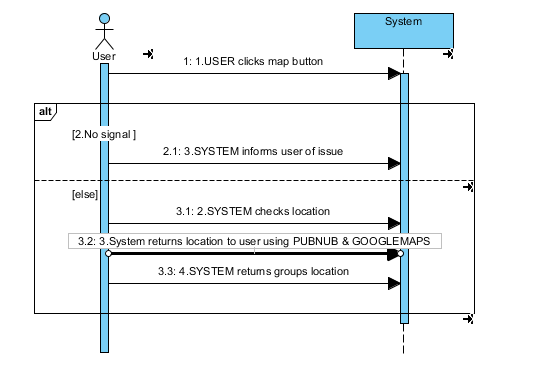 System
User
1: 1.USER clicks map button
alt
[2.No signal ]
2.1: 3.SYSTEM informs user of issue
[else]
3.1: 2.SYSTEM checks location
3.2: 3.System returns location to user using PUBNUB & GOOGLEMAPS
3.3: 4.SYSTEM returns groups location